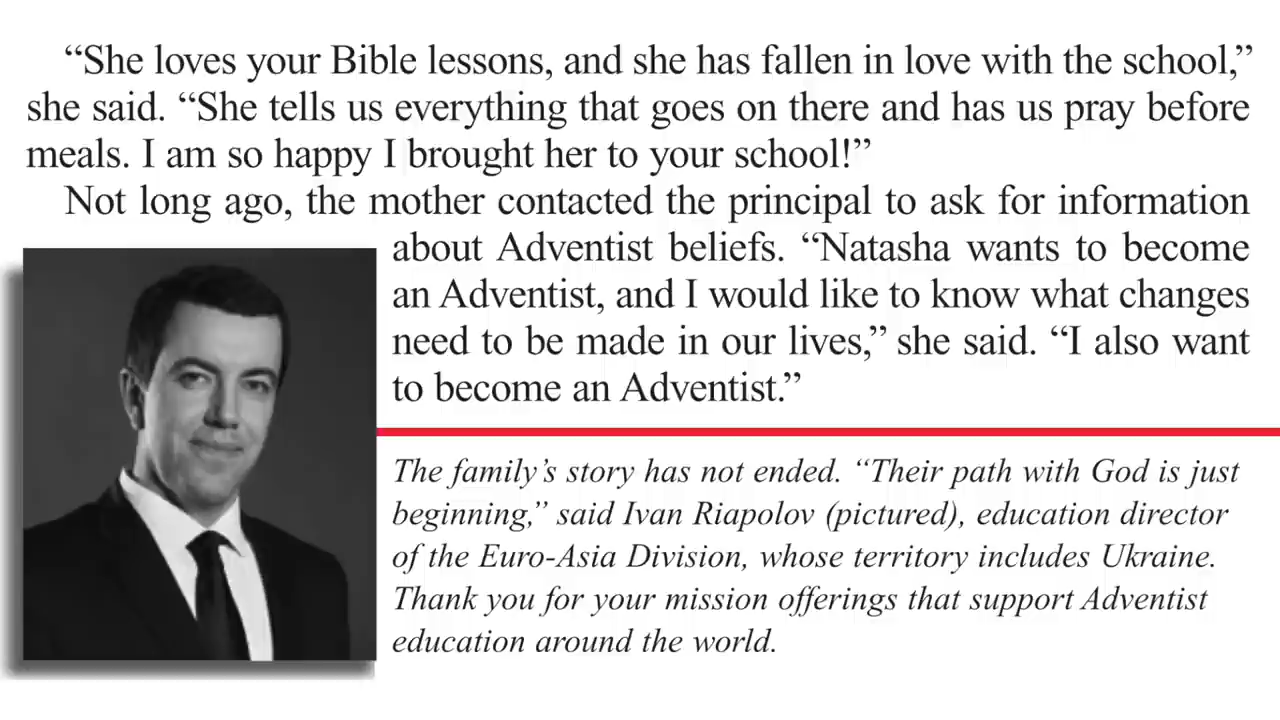 “She loves your Bible lessons, and she has fallen in love with the school,”
she said. “She tells us everything that goes on there and has us pray before
meals. I am so happy I brought her to your school!”
Not long ago, the mother contacted the principal to ask for information
about Adventist beliefs. “Natasha wants to become
an Adventist, and I would like to know what changes
need to be made in our lives,” she said. “I also want
to become an Adventist.”
The family’s story has not ended. “Their path with God is just
beginning,” said Ivan Riapolov (pictured), education director
of the Euro-Asia Division, whose territory includes Ukraine.
Thank you for your mission offerings that support Adventist
education around the world.